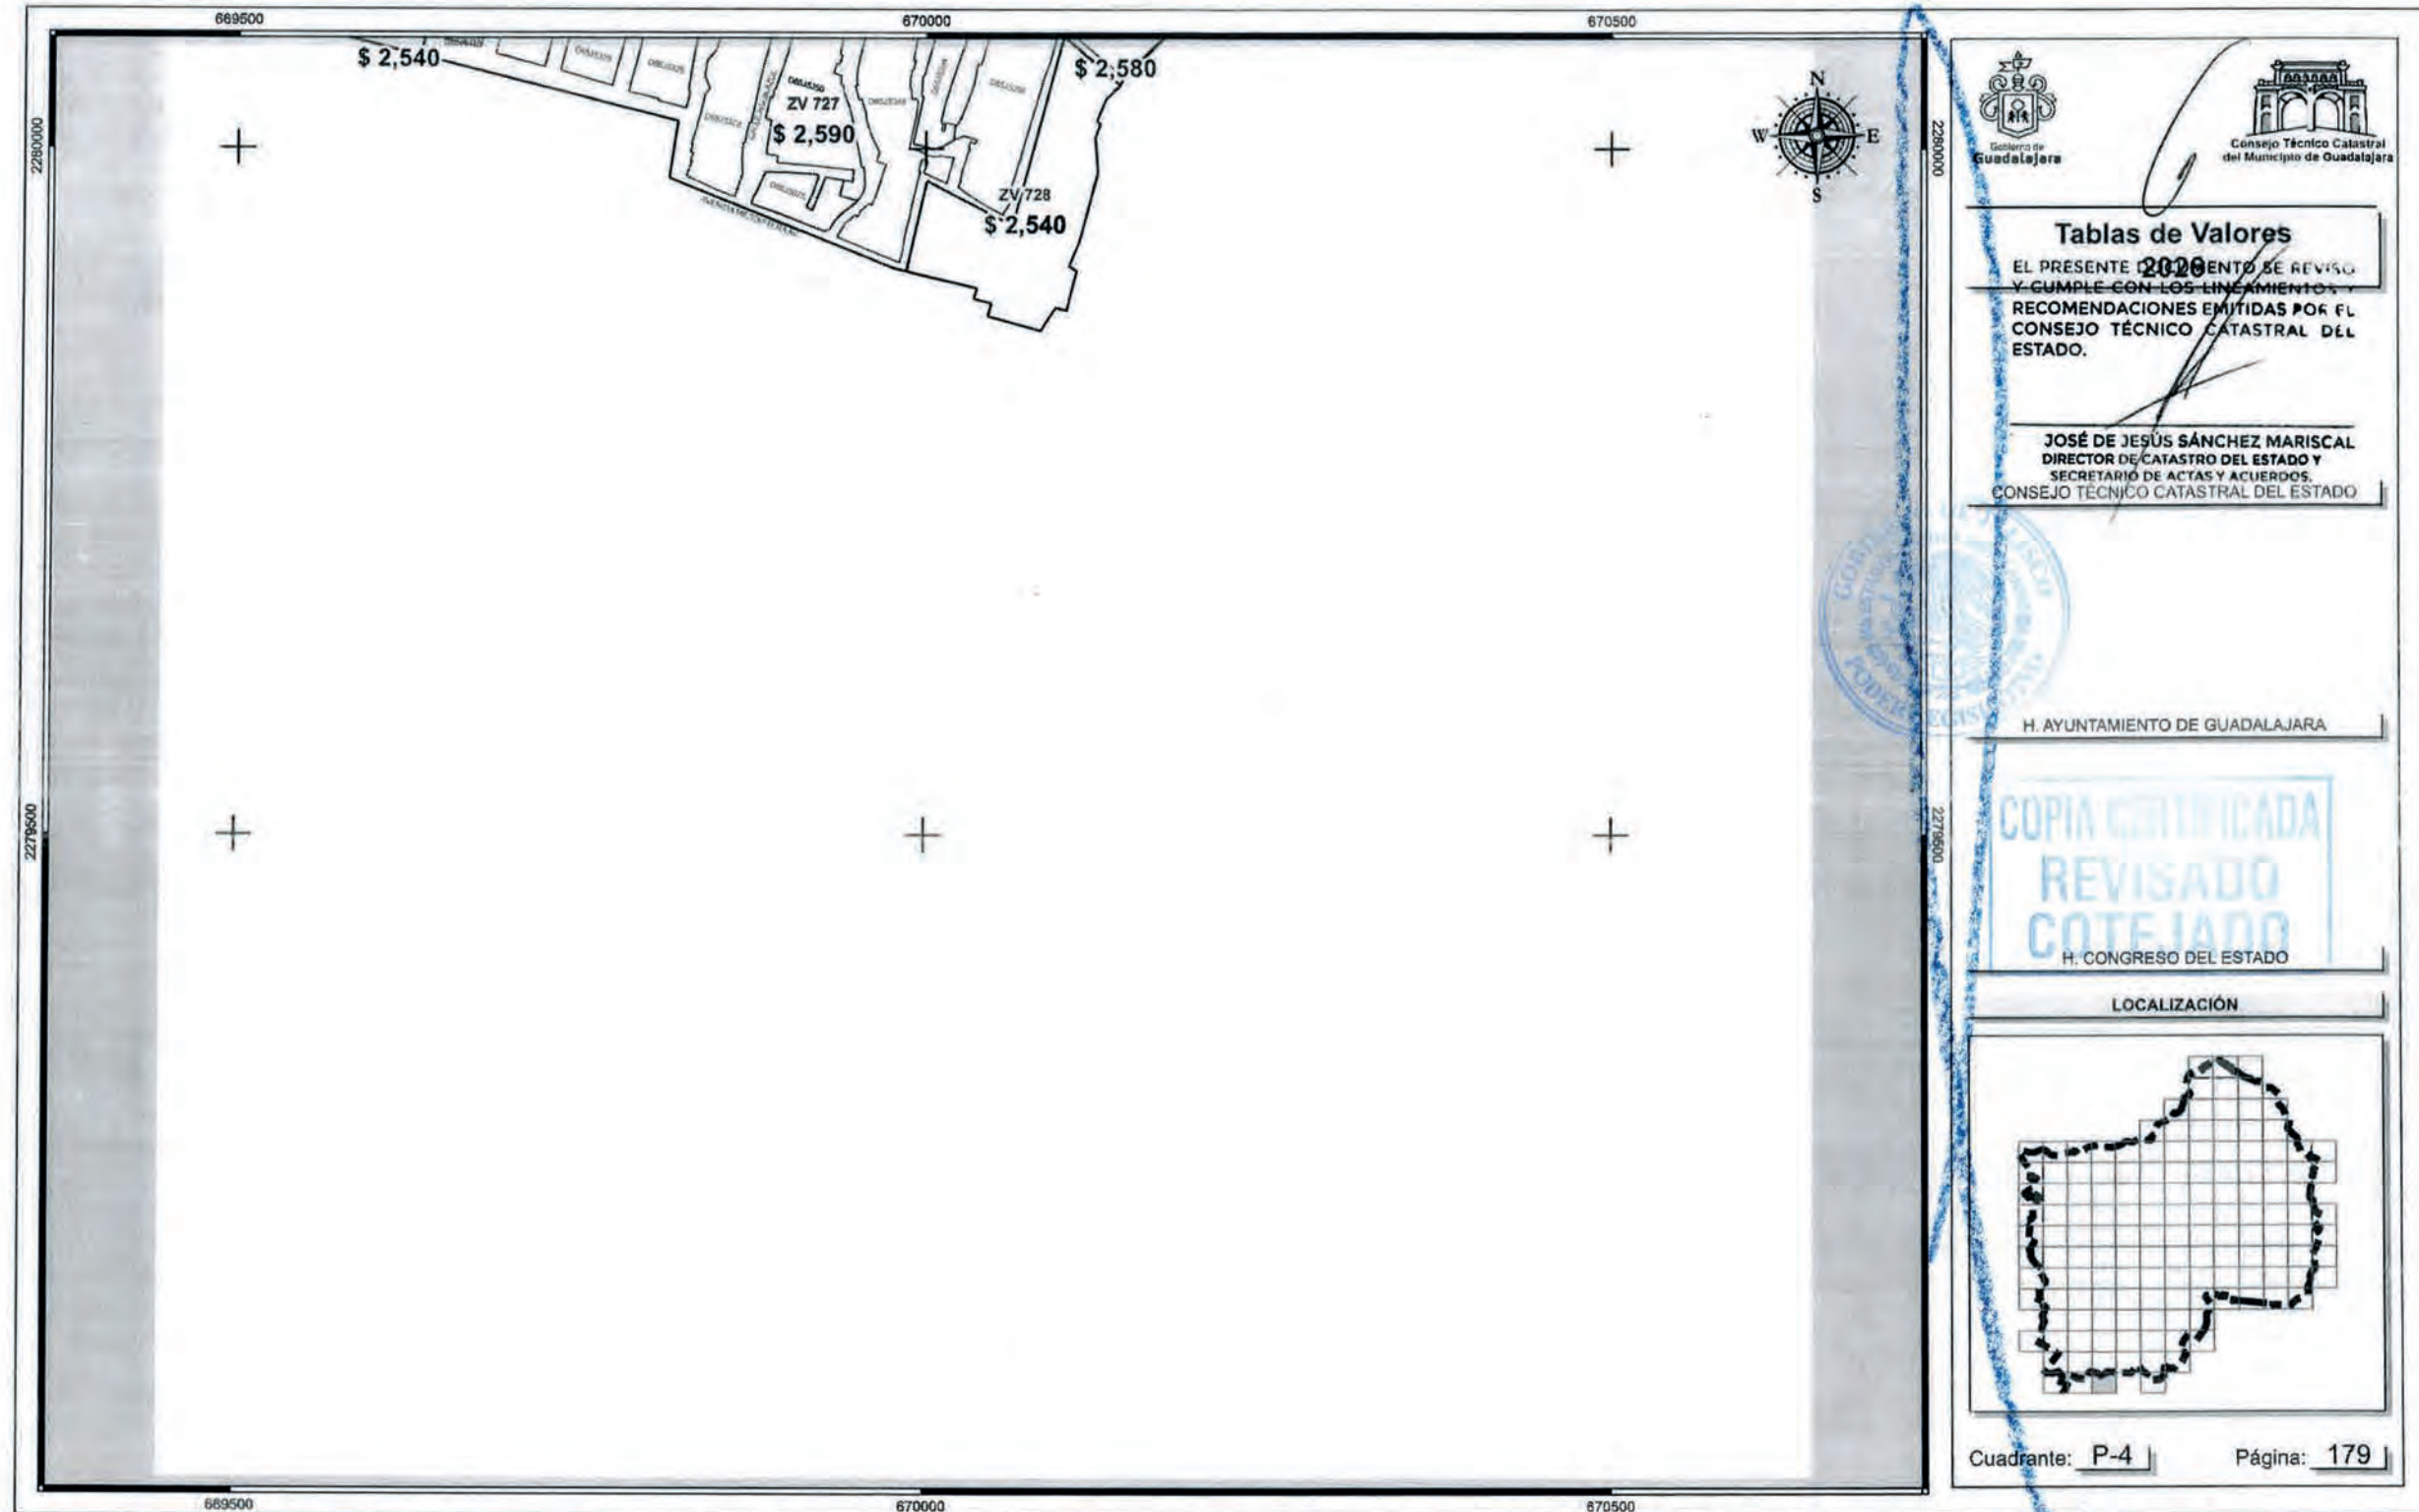 669500
670000
670500
$ 2,540
$ 2,580
D65J5350
ZV 727
$ 2,590
ZV 728
$ 2,540
N
W
E
S
2280000
2280000
2279500
2279500
669500
670000
670500
Gobierno de
Guadalajara
Consejo Técnico Catastral
del Municipio de Guadalajara
Tablas de Valores
EL PRESENTE DOCUMENTO SE REVISO
Y CUMPLE CON LOS LINEAMIENTOS Y
RECOMENDACIONES EMITIDAS POR EL
CONSEJO TÉCNICO CATASTRAL DEL
ESTADO.
JOSÉ DE JESÚS SÁNCHEZ MARISCAL
DIRECTOR DE CATASTRO DEL ESTADO Y
SECRETARIO DE ACTAS Y ACUERDOS.
CONSEJO TÉCNICO CATASTRAL DEL ESTADO
H. AYUNTAMIENTO DE GUADALAJARA
COPIA CERTIFICADA
REVISADO
COTEJADO
H. CONGRESO DEL ESTADO
LOCALIZACIÓN
Cuadrante: P-4
Página: 179